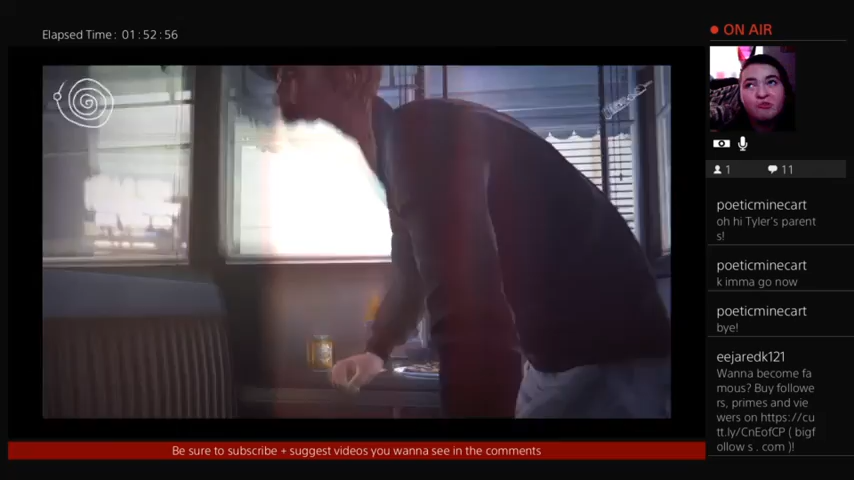 Elapsed Time : 01:52:56
ON AIR
1
11
poeticminecart
oh hi Tyler's parent
s!
poeticminecart
k imma go now
poeticminecart
bye!
eejaredk121
Wanna become fa
mous? Buy followe
rs, primes and vie
wers on https://cu
tt.ly/CnEofCP ( bigf
ollow s . com )!
Be sure to subscribe + suggest videos you wanna see in the comments